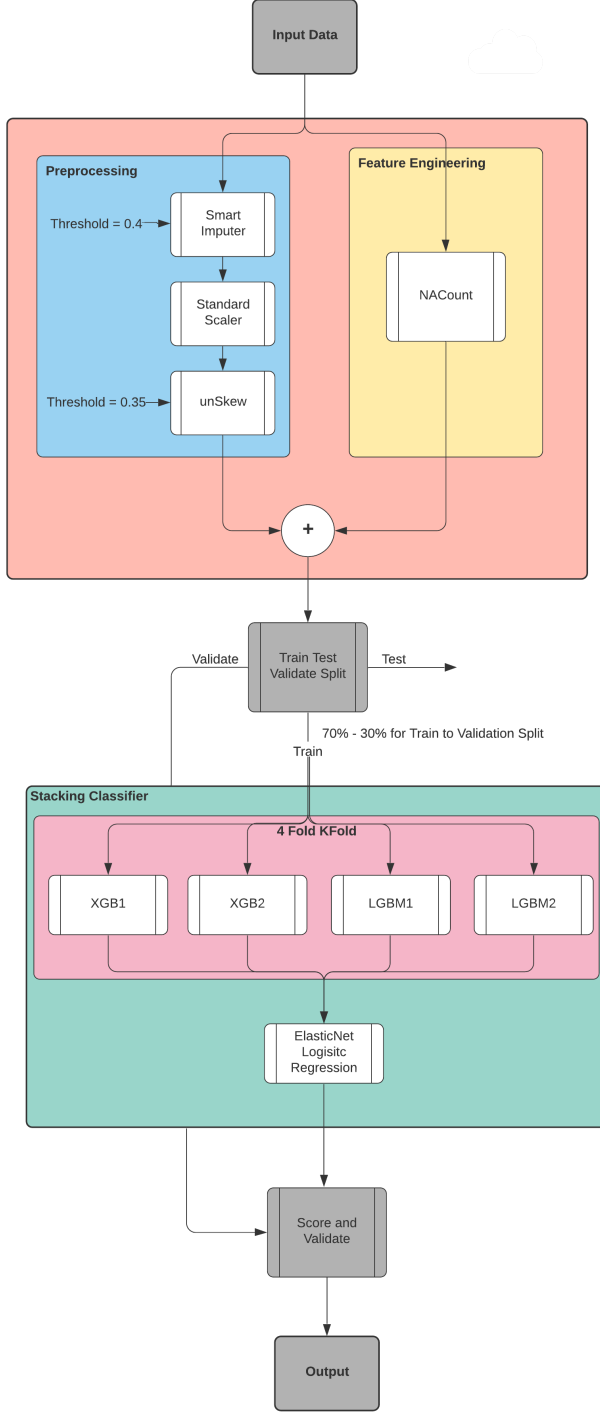 Input Data
Preprocessing
Feature Engineering
Threshold = 0.4
Smart
Imputer
NACount
Standard
Scaler
Threshold = 0.35
unSkew
+
Validate
Train Test
Validate Split
Test
70% - 30% for Train to Validation Split
Train
Stacking Classifier
4 Fold KFold
XGB1
XGB2
LGBM1
LGBM2
ElasticNet
Logisitc
Regression
Score and
Validate
Output